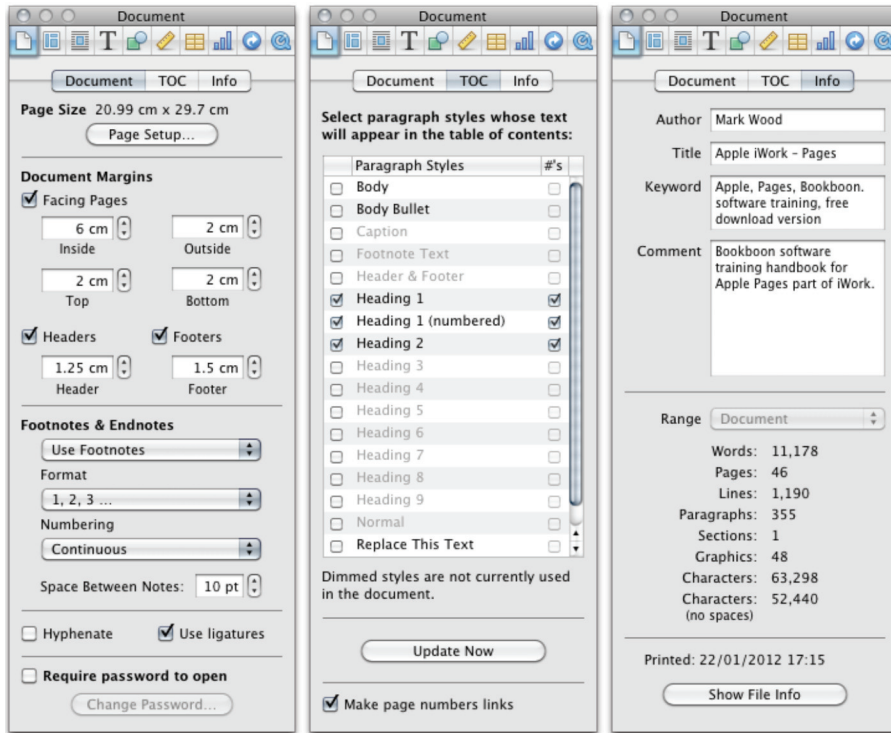 Document
T
Document TOC Info
Page Size 20.99 cm x 29.7 cm
Page Setup...
Document Margins
Facing Pages
6 cm 2 cm
Inside Outside
2 cm 2 cm
Top Bottom
Headers Footers
1.25 cm 1.5 cm
Header Footer
Footnotes & Endnotes
Use Footnotes
Format
1, 2, 3 ...
Numbering
Continuous
Space Between Notes: 10 pt
Hyphenate Use ligatures
Require password to open
Change Password...
Document
T
Document TOC Info
Select paragraph styles whose text
will appear in the table of contents:
Paragraph Styles #'s
Body
Body Bullet
Caption
Footnote Text
Header & Footer
Heading 1
Heading 1 (numbered)
Heading 2
Heading 3
Heading 4
Heading 5
Heading 6
Heading 7
Heading 8
Heading 9
Normal
Replace This Text
Dimmed styles are not currently used
in the document.
Update Now
Make page numbers links
Document
T
Document TOC Info
Author Mark Wood
Title Apple iWork – Pages
Keyword Apple, Pages, Bookboon.
software training, free
download version
Comment Bookboon software
training handbook for
Apple Pages part of iWork.
Range Document
Words: 11,178
Pages: 46
Lines: 1,190
Paragraphs: 355
Sections: 1
Graphics: 48
Characters: 63,298
Characters: 52,440
(no spaces)
Printed: 22/01/2012 17:15
Show File Info